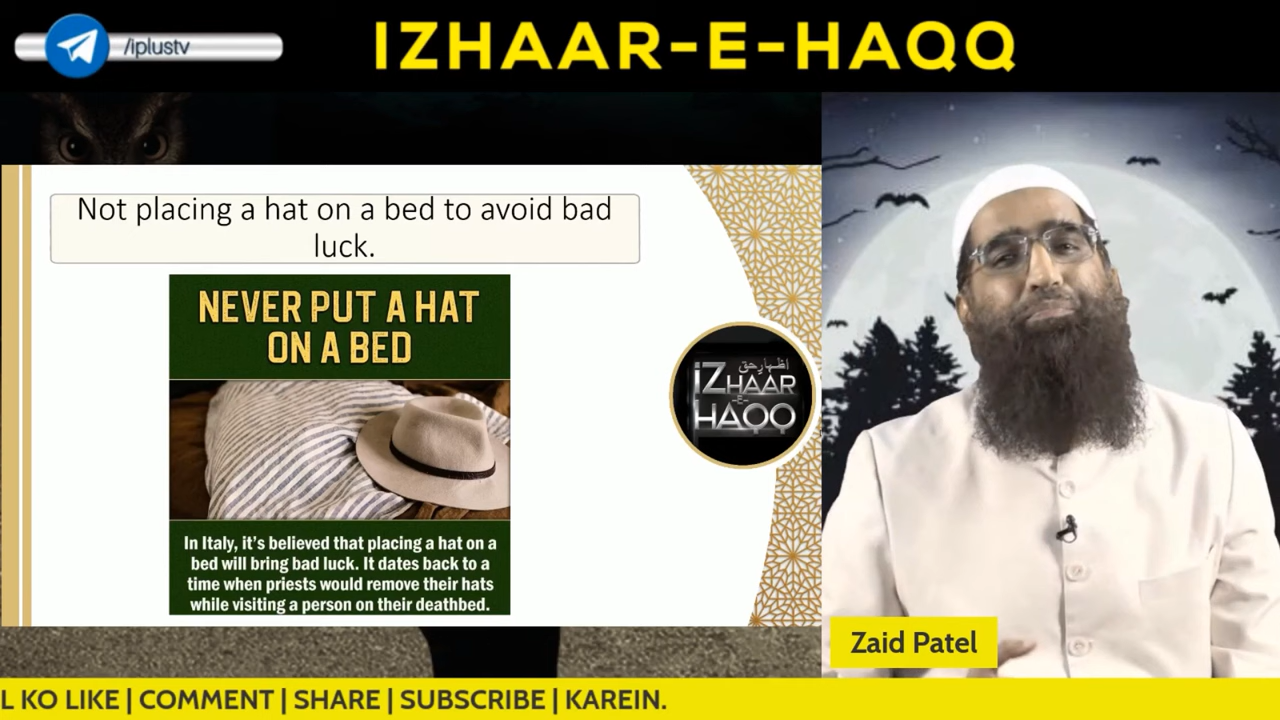 /iplustv
IZHAAR-E-HAQQ
Not placing a hat on a bed to avoid bad
luck.
NEVER PUT A HAT
ON A BED
In Italy, it's believed that placing a hat on a
bed will bring bad luck. It dates back to a
time when priests would remove their hats
while visiting a person on their deathbed.
اظہارِ حق
iZHAAR
-E-
HAQQ
Zaid Patel
L KO LIKE | COMMENT | SHARE | SUBSCRIBE | KAREIN.